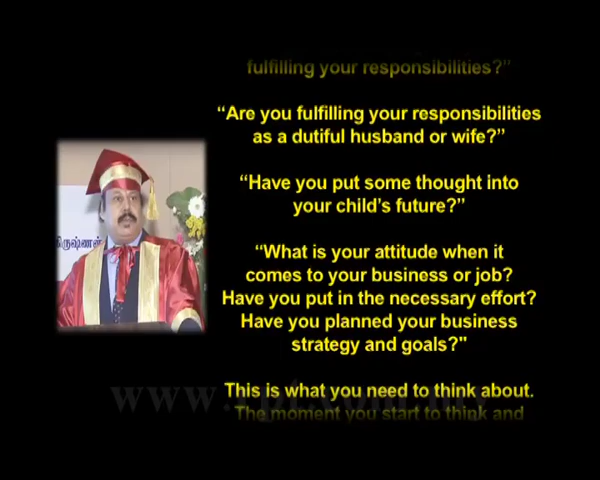 fulfilling your responsibilities?”
“Are you fulfilling your responsibilities
as a dutiful husband or wife?”
“Have you put some thought into
your child’s future?”
“What is your attitude when it
comes to your business or job?
Have you put in the necessary effort?
Have you planned your business
strategy and goals?"
This is what you need to think about.
The moment you start to think and